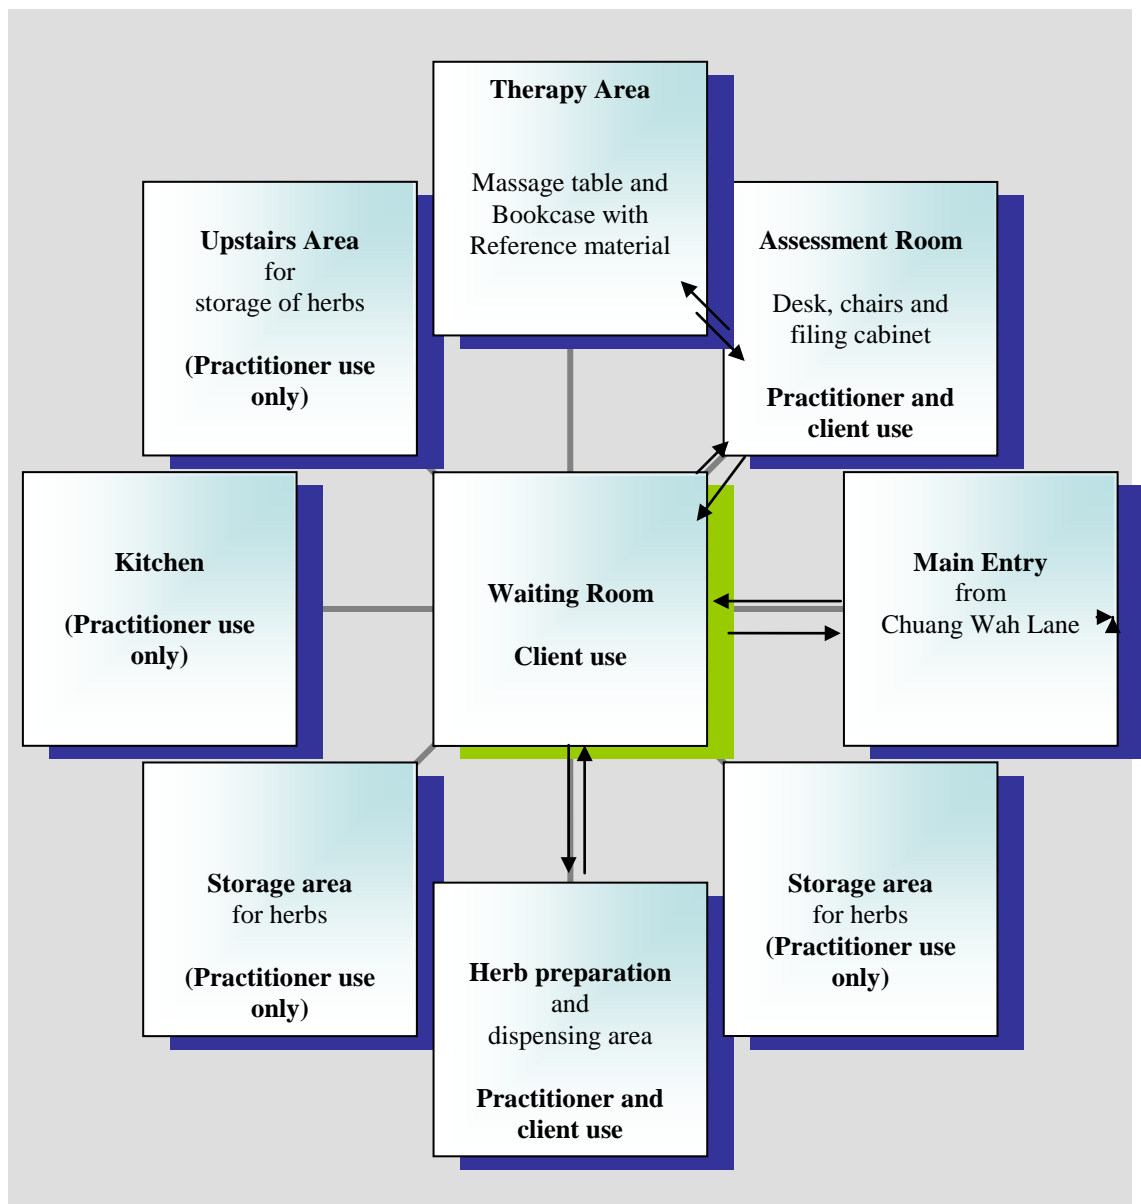 Therapy Area
Massage table and
Bookcase with
Reference material
Upstairs Area
for
storage of herbs
(Practitioner use
only)
Assessment Room
Desk, chairs and
filing cabinet
Practitioner and
client use
Kitchen
(Practitioner use
only)
Waiting Room
Client use
Main Entry
from
Chuang Wah Lane
Storage area
for herbs
(Practitioner use
only)
Herb preparation
and
dispensing area
Practitioner and
client use
Storage area
for herbs
(Practitioner use
only)